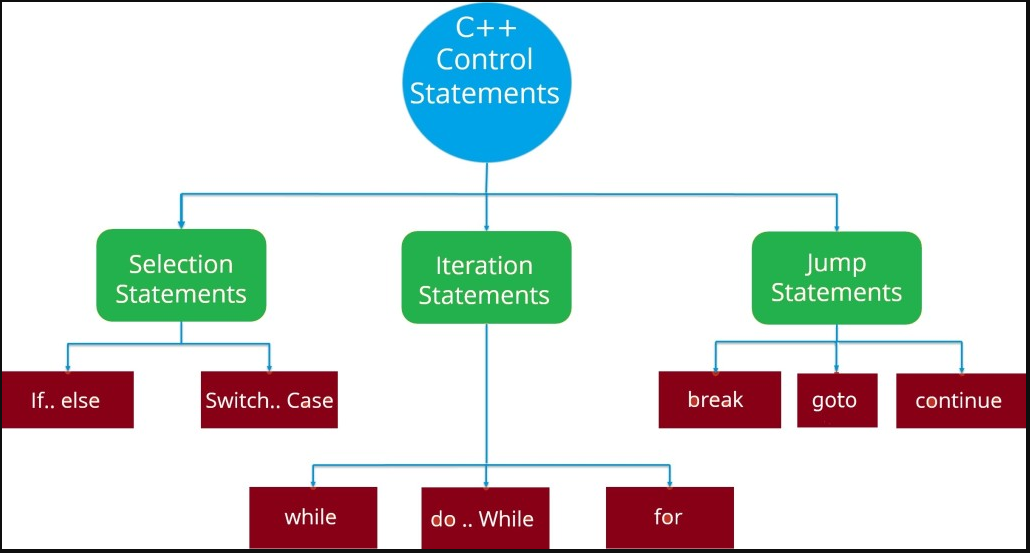 C++
Control
Statements
Selection
Statements
Iteration
Statements
Jump
Statements
If.. else
Switch.. Case
break
goto
continue
while
do .. While
for